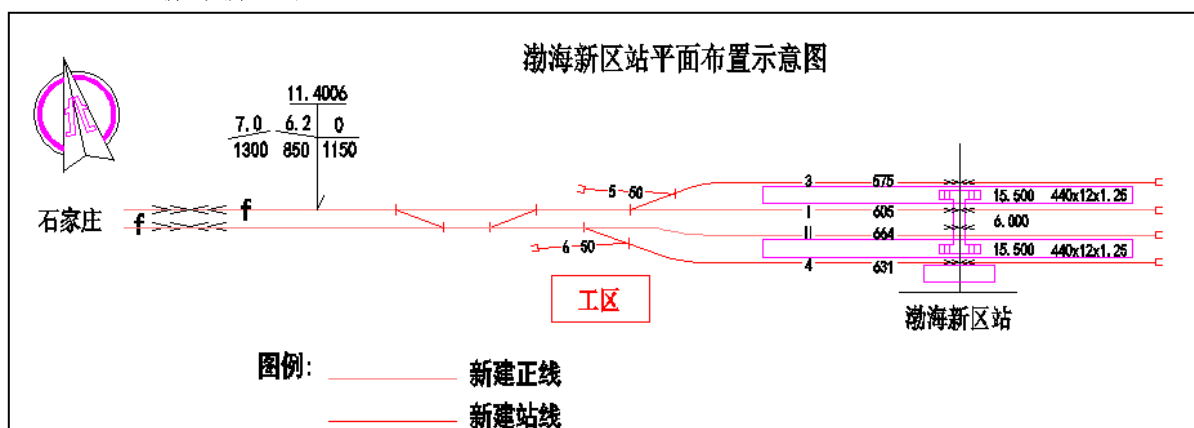 渤海新区站平面布置示意图
北
11.4006
7.0 6.2 0
1300 850 1150
石家庄
f f
f
5 50
6 50
3 575
15.500 440x12x1.25
I 605
6.000
II 664
15.500 440x12x1.25
4 631
工区
渤海新区站
图例:
新建正线
新建站线